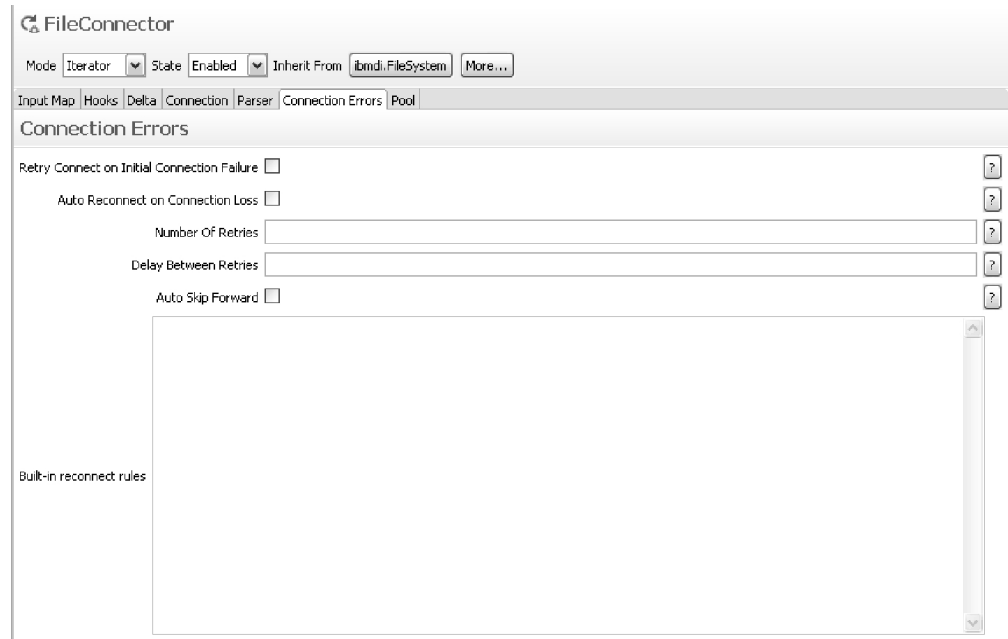 FileConnector
Mode Iterator State Enabled Inherit From ibmdi.FileSystem More...
Input Map Hooks Delta Connection Parser Connection Errors Pool
Connection Errors
Retry Connect on Initial Connection Failure ?
Auto Reconnect on Connection Loss ?
Number Of Retries ?
Delay Between Retries ?
Auto Skip Forward ?
Built-in reconnect rules